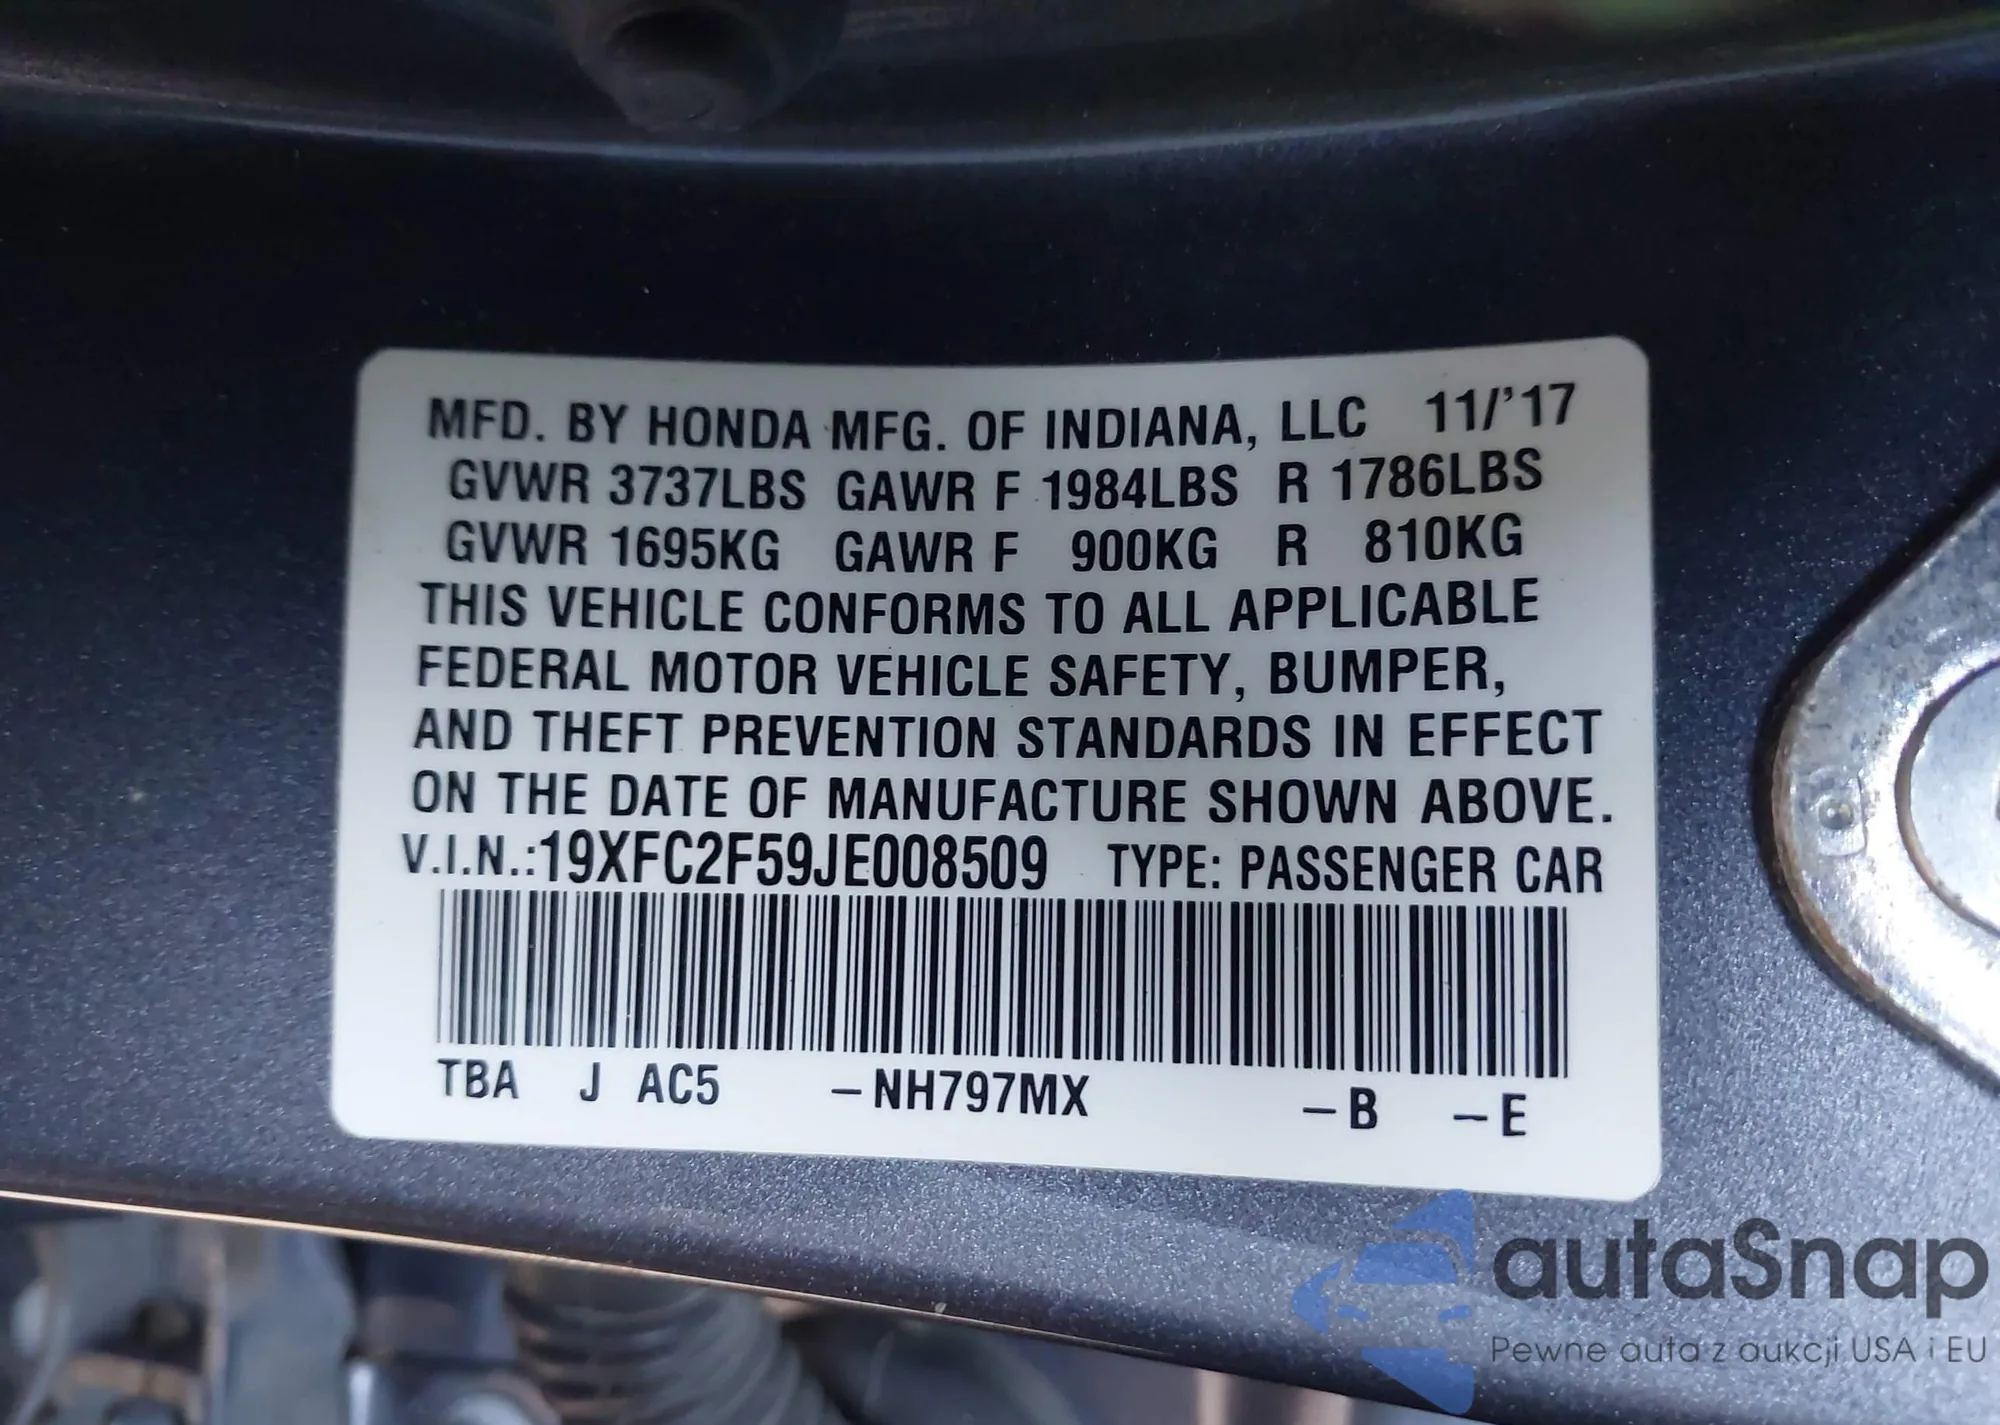 MFD. BY HONDA MFG. OF INDIANA, LLC 11/'17
GVWR 3737LBS GAWR F 1984LBS R 1786LBS
GVWR 1695KG GAWR F 900KG R 810KG
THIS VEHICLE CONFORMS TO ALL APPLICABLE
FEDERAL MOTOR VEHICLE SAFETY, BUMPER,
AND THEFT PREVENTION STANDARDS IN EFFECT
ON THE DATE OF MANUFACTURE SHOWN ABOVE.
V.I.N.:19XFC2F59JE008509 TYPE: PASSENGER CAR
TBA J AC5 –NH797MX –B –E
autaSnap
Pewne auta z aukcji USA i EU